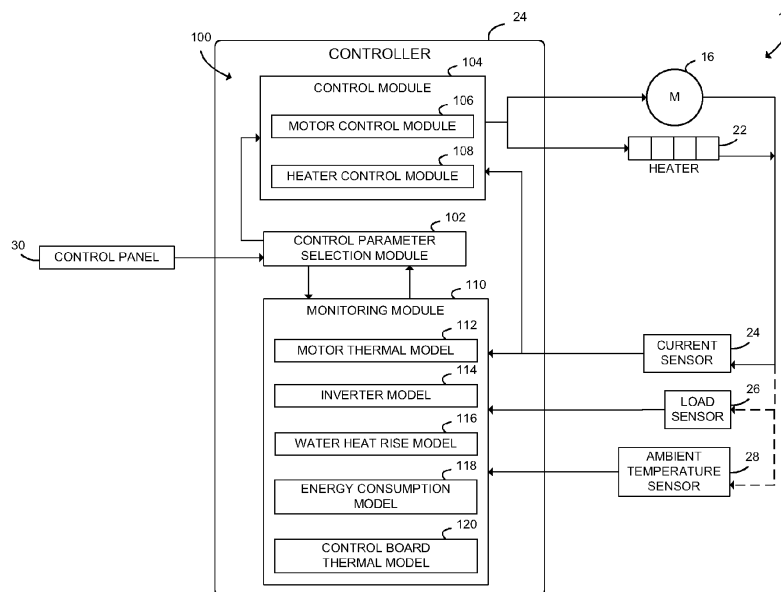 24
CONTROLLER
100
104
CONTROL MODULE
106
MOTOR CONTROL MODULE
108
HEATER CONTROL MODULE
16
M
22
HEATER
102
CONTROL PARAMETER
SELECTION MODULE
30
CONTROL PANEL
110
MONITORING MODULE
112
MOTOR THERMAL MODEL
114
INVERTER MODEL
116
WATER HEAT RISE MODEL
118
ENERGY CONSUMPTION
MODEL
120
CONTROL BOARD
THERMAL MODEL
24
CURRENT
SENSOR
26
LOAD
SENSOR
28
AMBIENT
TEMPERATURE
SENSOR